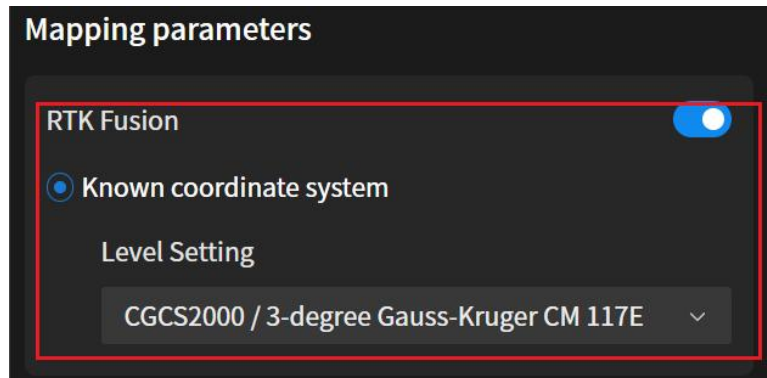 Mapping parameters
RTK Fusion
Known coordinate system
Level Setting
CGCS2000 / 3-degree Gauss-Kruger CM 117E